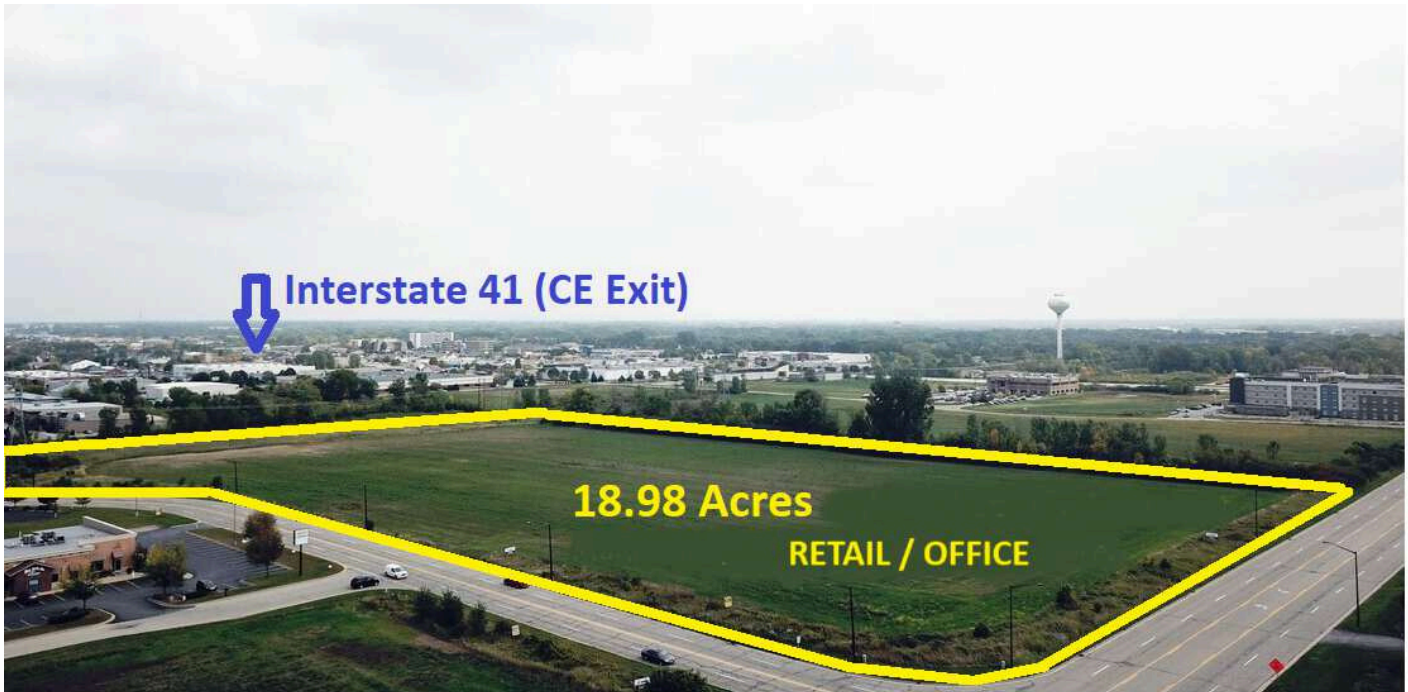 Interstate 41 (CE Exit)
18.98 Acres
RETAIL / OFFICE